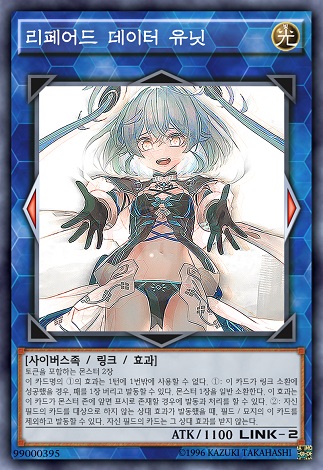 리페어드 데이터 유닛
光
[사이버스족 / 링크 / 효과]
토큰을 포함하는 몬스터 2장
이 카드명의 ①의 효과는 1턴에 1번밖에 사용할 수 없다. ①: 이 카드가 링크 소환에
성공했을 경우, 패를 1장 버리고 발동할 수 있다. 몬스터 1장을 일반 소환한다. 이 효과는
이 카드가 몬스터 존에 앞면 표시로 존재할 경우에 발동과 처리를 할 수 있다. ②: 자신
필드의 카드를 대상으로 하지 않는 상대 효과가 발동했을 때, 필드 / 묘지의 이 카드를
제외하고 발동할 수 있다. 자신 필드의 카드는 그 상대 효과를 받지 않는다.
ATK/1100 LINK-2
99000395
©1996 KAZUKI TAKAHASHI